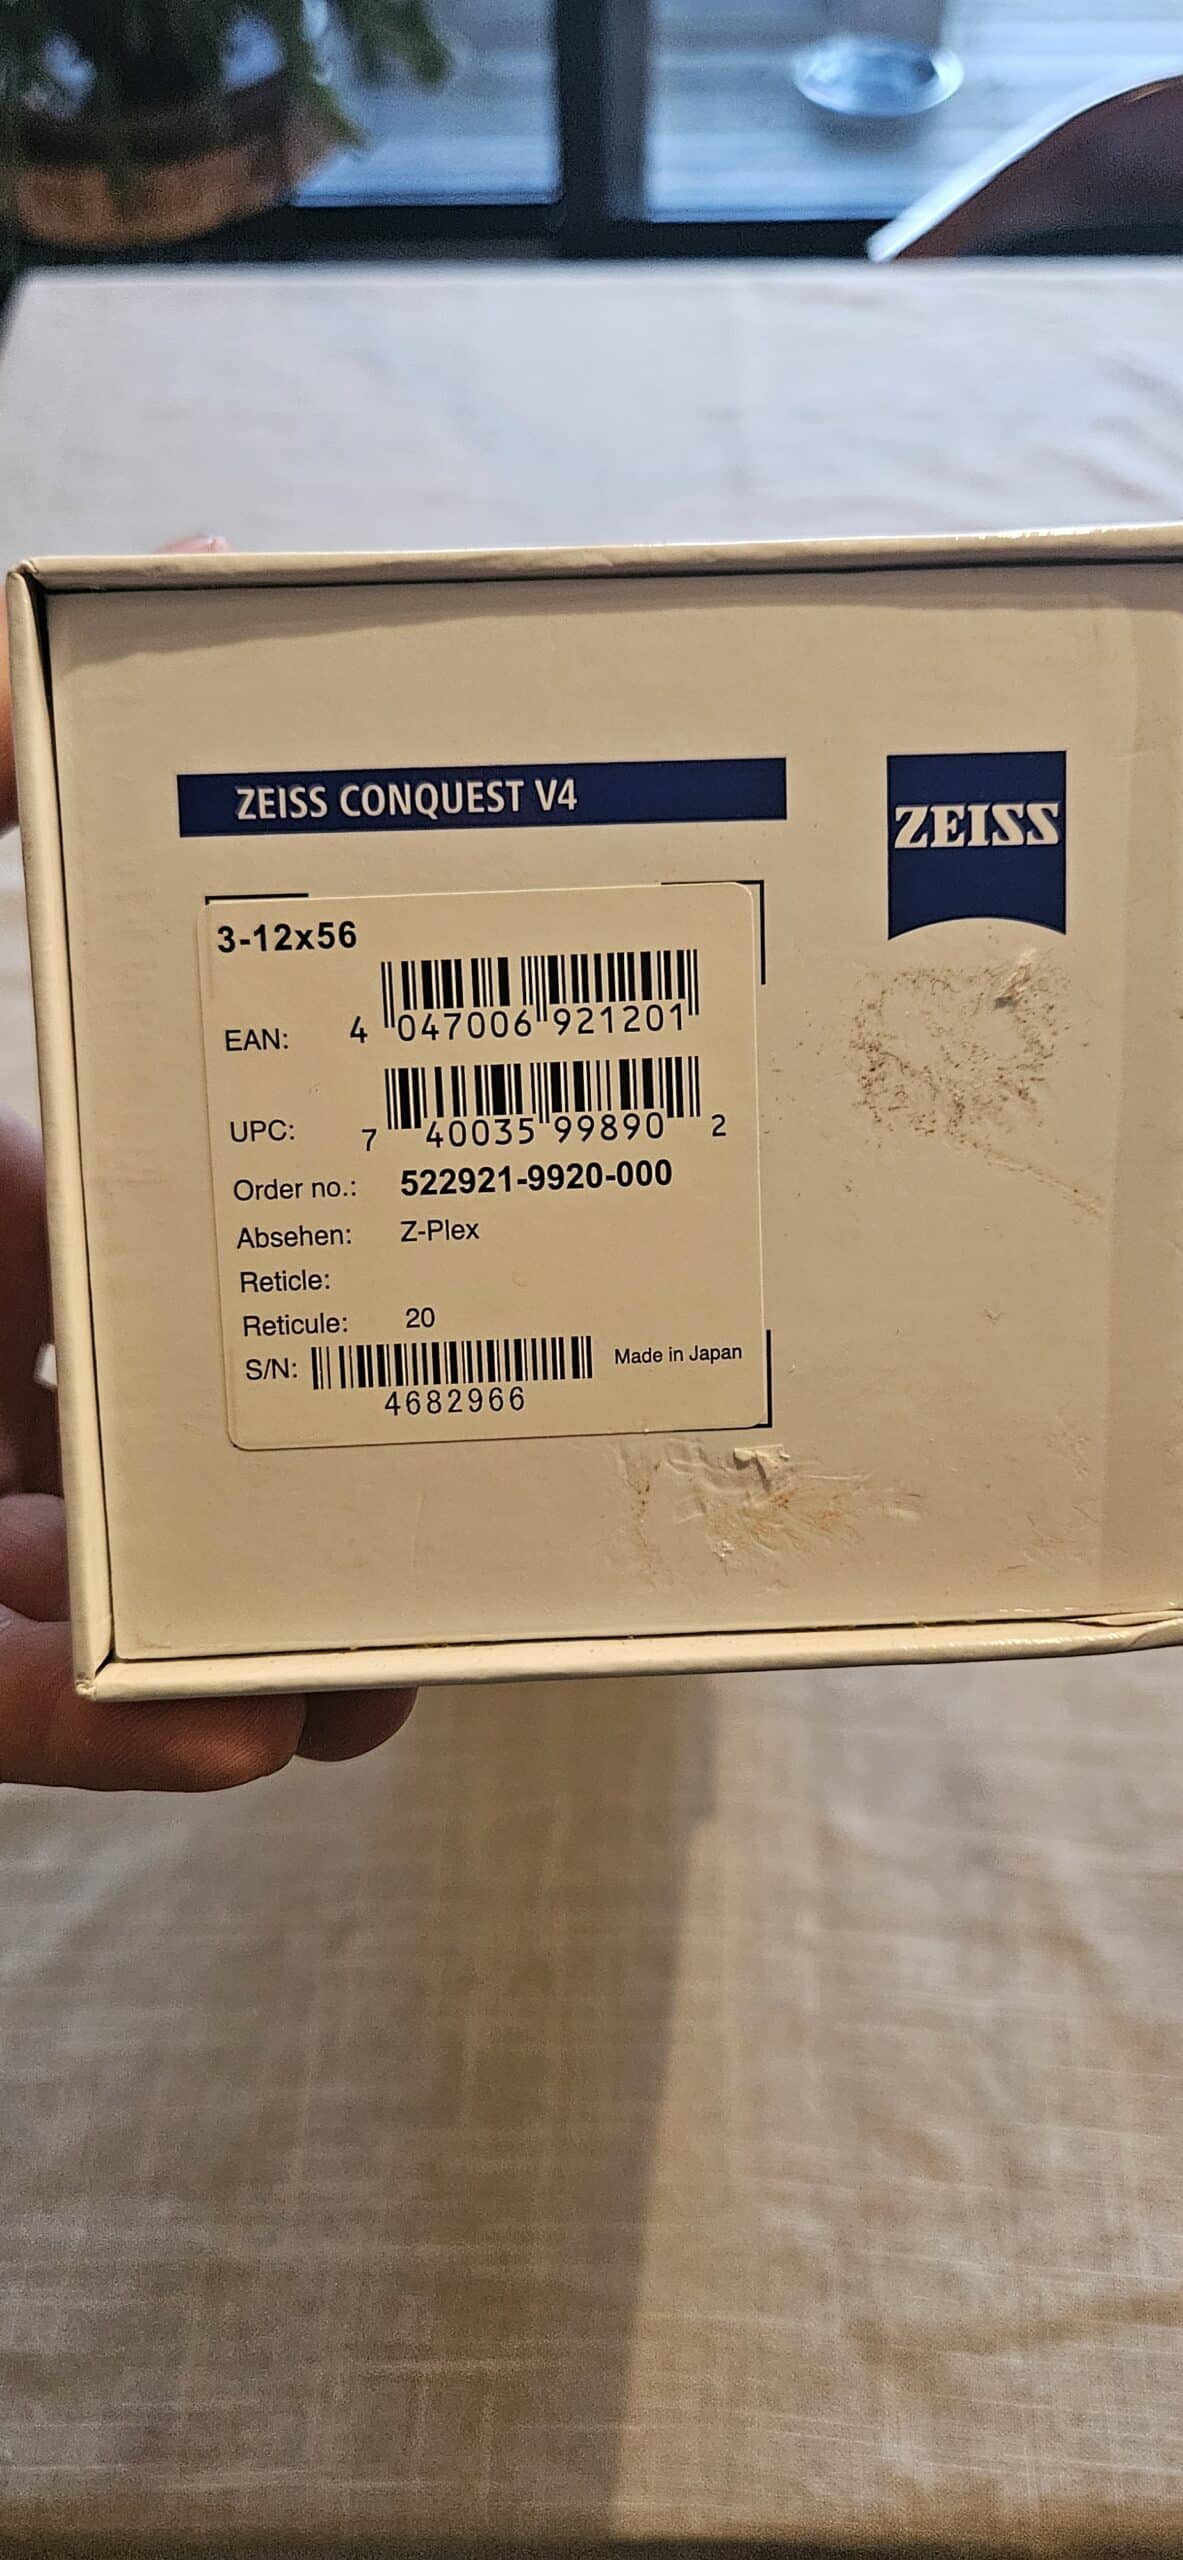 ZEISS CONQUEST V4
ZEISS
3-12x56
EAN: 4 047006 921201
UPC: 7 40035 99890 2
Order no.: 522921-9920-000
Absehen: Z-Plex
Reticle:
Reticule: 20
S/N: Made in Japan
4682966